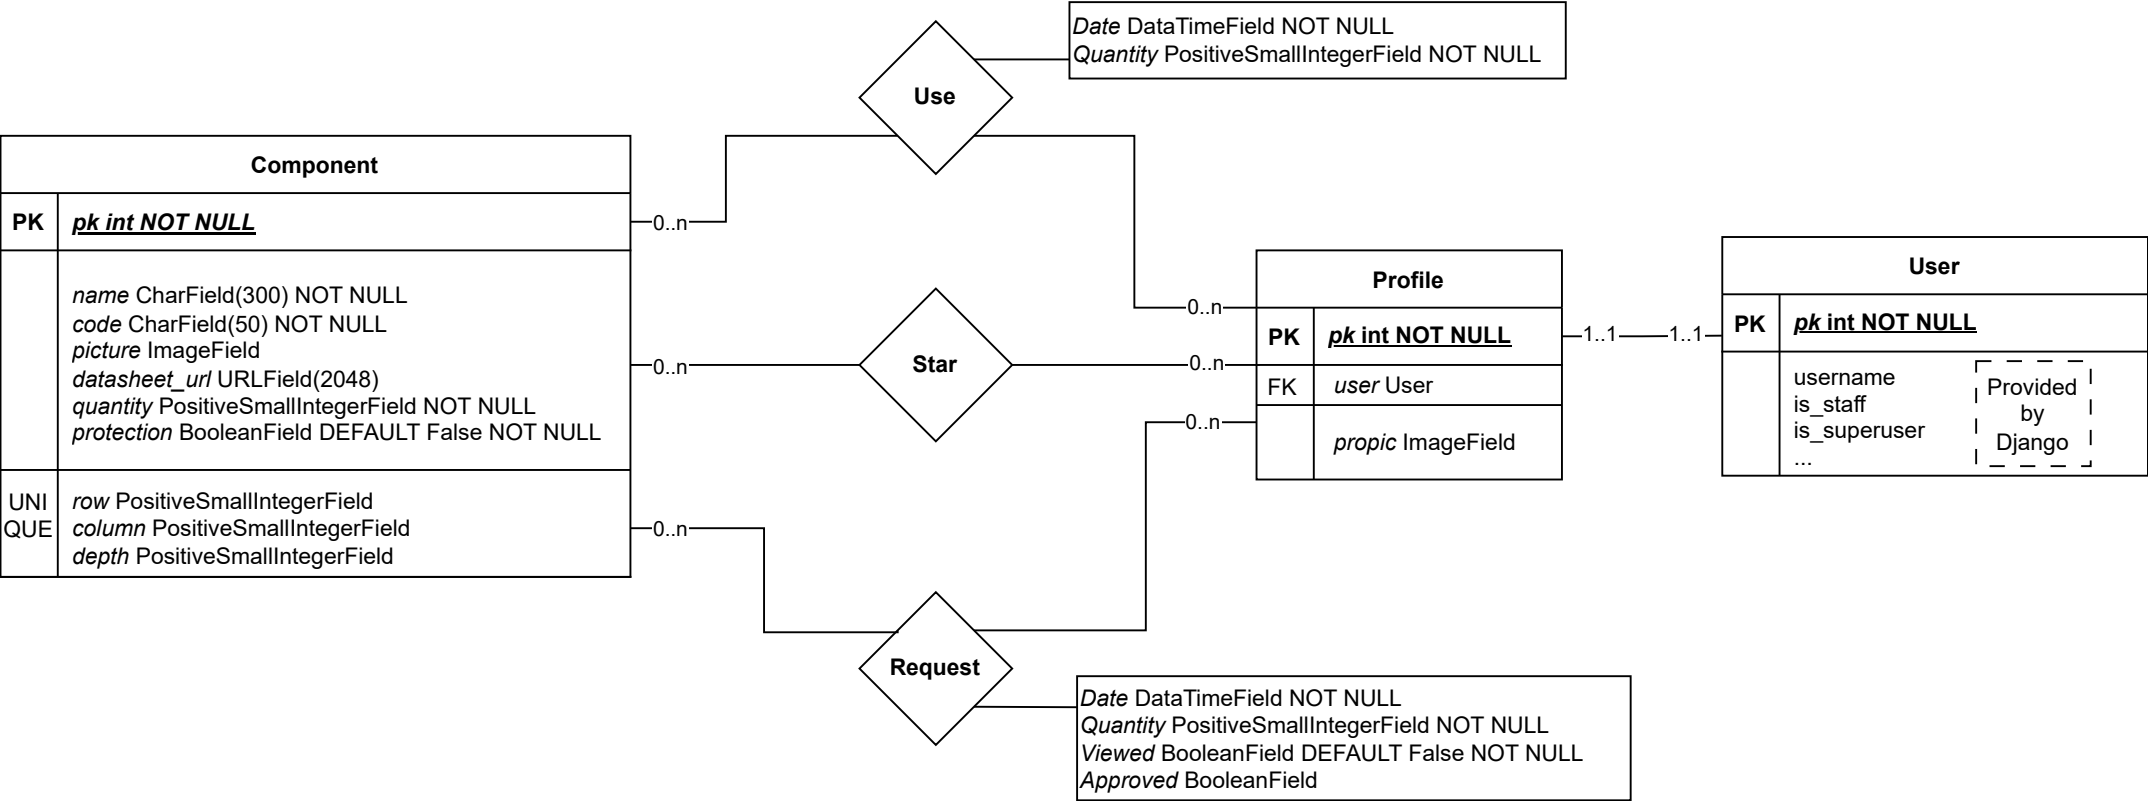 Date DataTimeField NOT NULL
Quantity PositiveSmallIntegerField NOT NULL
Use
Component
PK
pk int NOT NULL
name CharField(300) NOT NULL
code CharField(50) NOT NULL
picture ImageField
datasheet_url URLField(2048)
quantity PositiveSmallIntegerField NOT NULL
protection BooleanField DEFAULT False NOT NULL
UNI
QUE
row PositiveSmallIntegerField
column PositiveSmallIntegerField
depth PositiveSmallIntegerField
0..n
0..n
0..n
Star
0..n
0..n
0..n
Profile
PK
pk int NOT NULL
FK
user User
propic ImageField
1..1
1..1
User
PK
pk int NOT NULL
username
is_staff
is_superuser
...
Provided
by
Django
Request
Date DataTimeField NOT NULL
Quantity PositiveSmallIntegerField NOT NULL
Viewed BooleanField DEFAULT False NOT NULL
Approved BooleanField